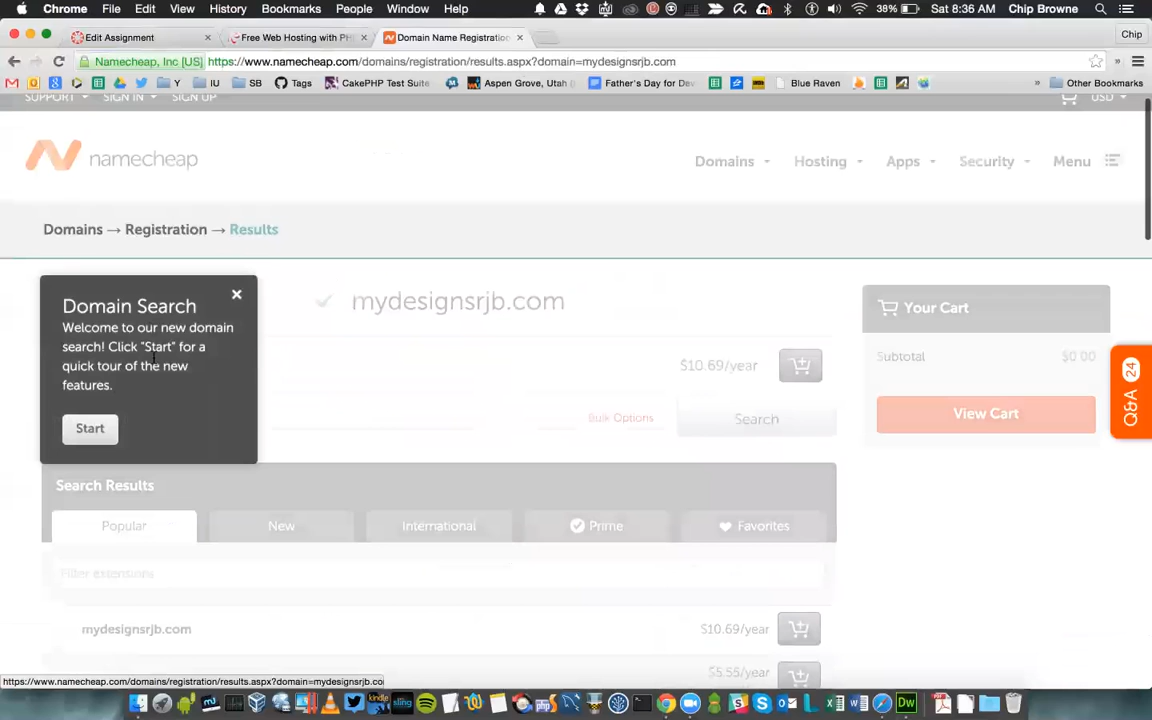 Chrome File Edit View History Bookmarks People Window Help 38% Sat 8:36 AM Chip Browne
Edit Assignment Free Web Hosting with PH Domain Name Registration Chip
Namecheap, Inc [US] https://www.namecheap.com/domains/registration/results.aspx?domain=mydesignsrjb.com
Y IU SB Tags CakePHP Test Suite Aspen Grove, Utah Father's Day for Dav Blue Raven » Other Bookmarks
SUPPORT SIGN IN SIGN UP USD
namecheap Domains Hosting Apps Security Menu
Domains → Registration → Results
Domain Search
Welcome to our new domain
search! Click "Start" for a
quick tour of the new
features.
Start
mydesignsrjb.com
$10.69/year
Bulk Options Search
Your Cart
Subtotal $0.00
View Cart
Q&A 24
Search Results
Popular New International Prime Favorites
Filter extentions
mydesignsrjb.com $10.69/year
$5.55/year
https://www.namecheap.com/domains/registration/results.aspx?domain=mydesignsrjb.co